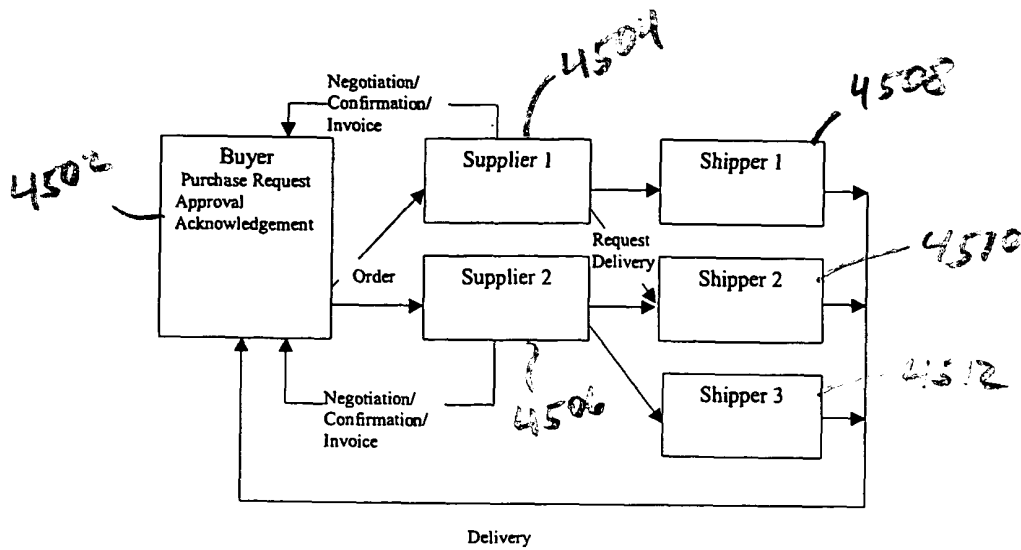 4504
4508
Negotiation/
Confirmation/
Invoice
Buyer
Purchase Request
Approval
Acknowledgement
4502
Supplier 1
Shipper 1
Request
Delivery
4510
Order
Supplier 2
Shipper 2
4512
Shipper 3
Negotiation/
Confirmation/
Invoice
4506
Delivery